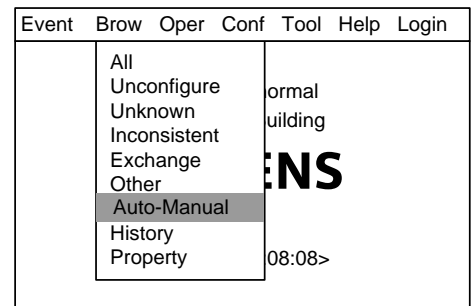 Event Brow Oper Conf Tool Help Login
All
Unconfigure
Unknown
Inconsistent
Exchange
Other
Auto-Manual
History
Property
ormal
uilding
ENS
08:08>